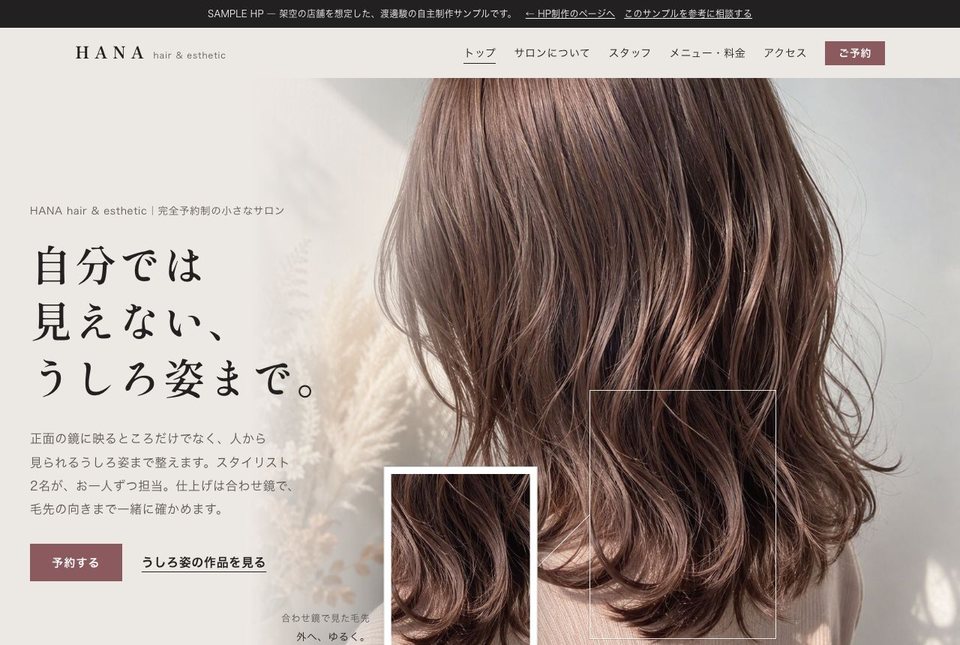 SAMPLE HP — 架空の店舗を想定した、渡邊駿の自主制作サンプルです。 ← HP制作のページへ このサンプルを参考に相談する
HANA hair & esthetic トップ サロンについて スタッフ メニュー・料金 アクセス ご予約
HANA hair & esthetic｜完全予約制の小さなサロン
自分では
見えない、
うしろ姿まで。
正面の鏡に映るところだけでなく、人から
見られるうしろ姿まで整えます。スタイリスト
2名が、お一人ずつ担当。仕上げは合わせ鏡で、
毛先の向きまで一緒に確かめます。
予約する うしろ姿の作品を見る
合わせ鏡で見た毛先
外へ、ゆるく。